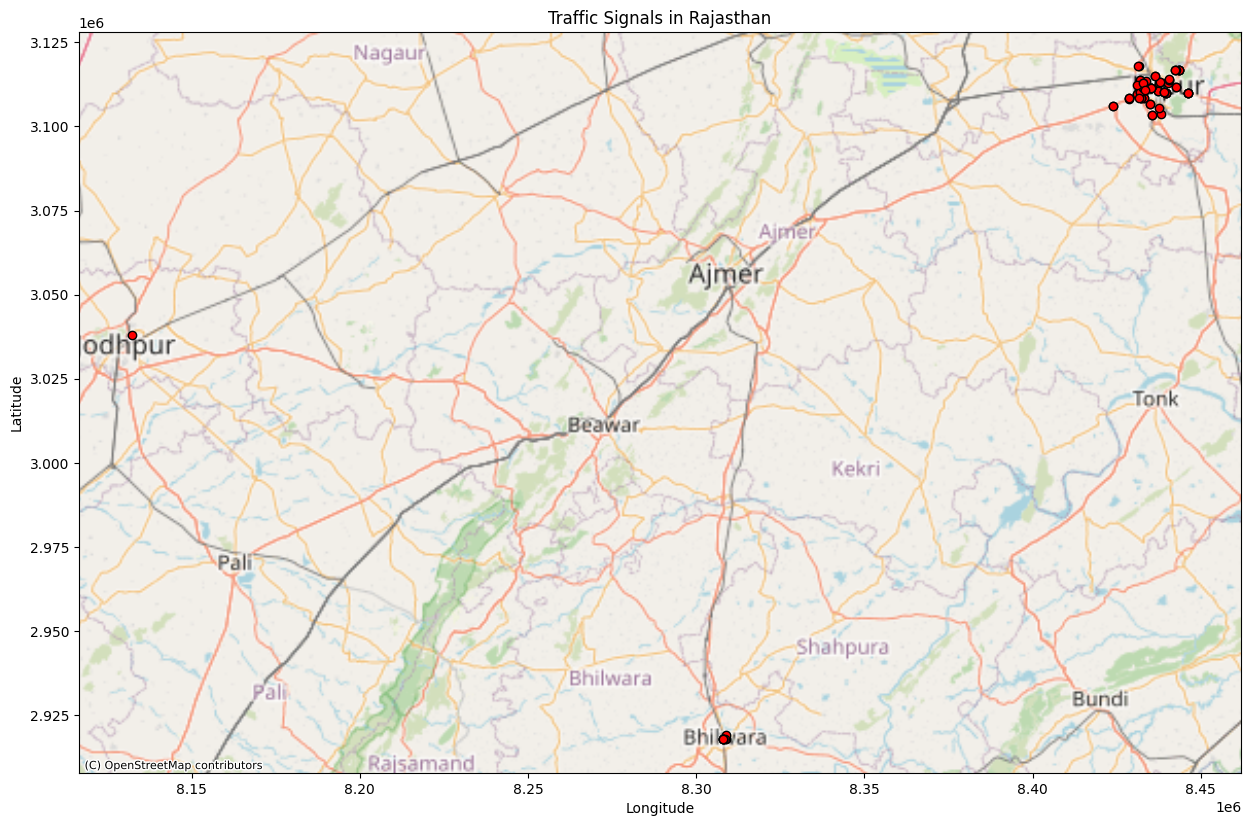 Traffic Signals in Rajasthan
1e6
3.125
3.100
3.075
3.050
3.025
3.000
2.975
2.950
2.925
Latitude
Nagaur
ur
Ajmer
Ajmer
odhpur
Tonk
Beawar
Kekri
Pali
Shahpura
Bhilwara
Pali
Bundi
Bhilwara
Rajsamand
(C) OpenStreetMap contributors
8.15
8.20
8.25
8.30
8.35
8.40
8.45
Longitude
1e6